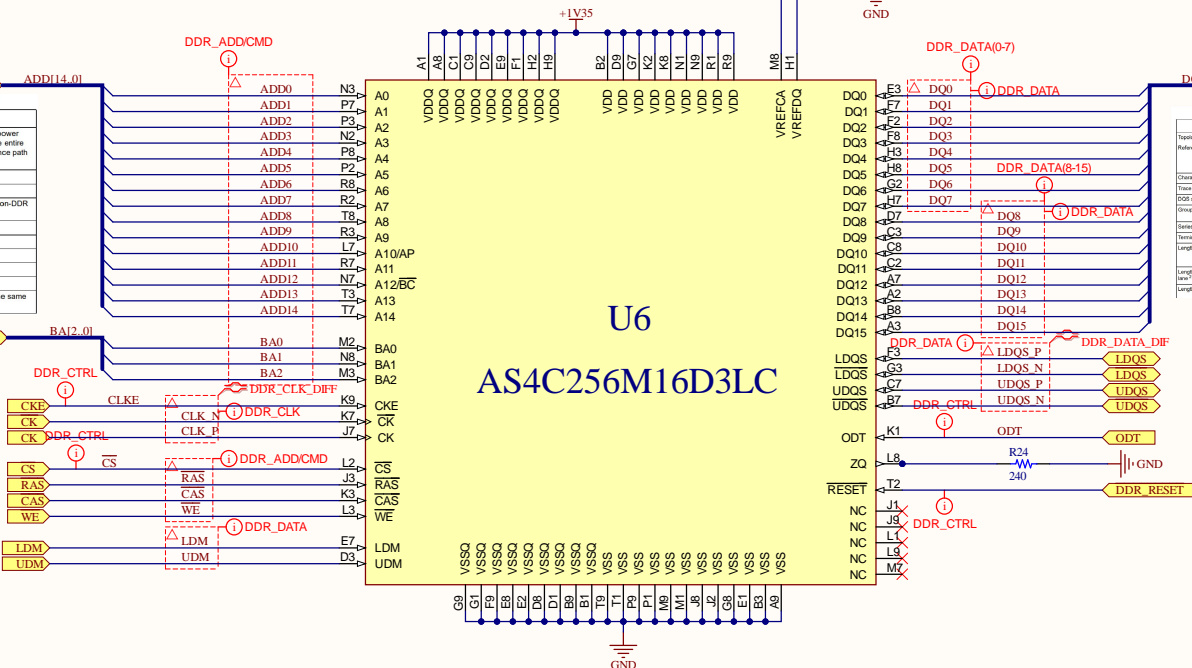 +1V35
GND
DDR_ADD/CMD
DDR_DATA(0-7)
ADD[14..0]
A1 A8 C1 C9 D2 E9 F1 H2 H9 B2 D9 G7 K2 K8 N1 N9 R1 R9 M8 H1
VDDQ VDDQ VDDQ VDDQ VDDQ VDDQ VDDQ VDDQ VDDQ VDD VDD VDD VDD VDD VDD VDD VDD VDD VREFCA VREFDQ
ADD0 N3 A0 DQ0 E3 DQ0 DDR_DATA
ADD1 P7 A1 DQ1 F7 DQ1
ADD2 P3 A2 DQ2 F2 DQ2
ADD3 N2 A3 DQ3 F8 DQ3
ADD4 P8 A4 DQ4 H3 DQ4
ADD5 P2 A5 DQ5 H8 DQ5 DDR_DATA(8-15)
ADD6 R8 A6 DQ6 G2 DQ6
ADD7 R2 A7 DQ7 H7 DQ7
ADD8 T8 A8 DQ8 D7 DQ8 DDR_DATA
ADD9 R3 A9 DQ9 C3 DQ9
ADD10 L7 A10/AP DQ10 C8 DQ10
ADD11 R7 A11 DQ11 C2 DQ11
ADD12 N7 A12/BC DQ12 A7 DQ12
ADD13 T3 A13 DQ13 A2 DQ13
ADD14 T7 A14 DQ14 B8 DQ14
DQ15 A3 DQ15
power
entire
nce path
on-DDR
same
U6
AS4C256M16D3LC
BA[2..0]
BA0 M2 BA0
BA1 N8 BA1
BA2 M3 BA2
DDR_DATA DDR_DATA_DIF
LDQS F3 LDQS_P LDQS
LDQS G3 LDQS_N LDQS
UDQS C7 UDQS_P UDQS
UDQS B7 UDQS_N UDQS
DDR_CTRL DDR_CLK_DIFF
CKE CLKE K9 CKE
CK CLK_N K7 CK DDR_CLK
CK CLK_P J7 CK
DDR_CTRL
DDR_CTRL
ODT K1 ODT ODT
ZQ L8 R24 GND
240
RESET T2 DDR_RESET
DDR_CTRL
CS CS L2 CS DDR_ADD/CMD
RAS RAS J3 RAS
CAS CAS K3 CAS
WE WE L3 WE
DDR_DATA
LDM LDM E7 LDM
UDM UDM D3 UDM
NC J1
NC J9
NC L1
NC L9
NC M7
VSSQ VSSQ VSSQ VSSQ VSSQ VSSQ VSSQ VSSQ VSSQ VSS VSS VSS VSS VSS VSS VSS VSS VSS VSS VSS VSS
G9 G1 F9 E8 E2 D8 D1 B9 B1 T9 T1 P9 P1 M9 M1 J8 J2 G8 E1 B3 A9
GND